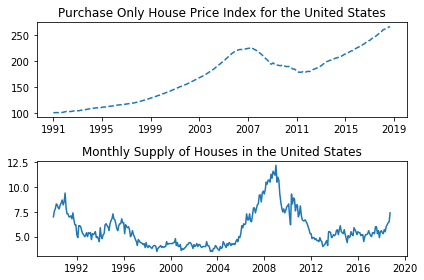 Purchase Only House Price Index for the United States
250
200
150
100
1991 1995 1999 2003 2007 2011 2015 2019
Monthly Supply of Houses in the United States
12.5
10.0
7.5
5.0
1992 1996 2000 2004 2008 2012 2016 2020